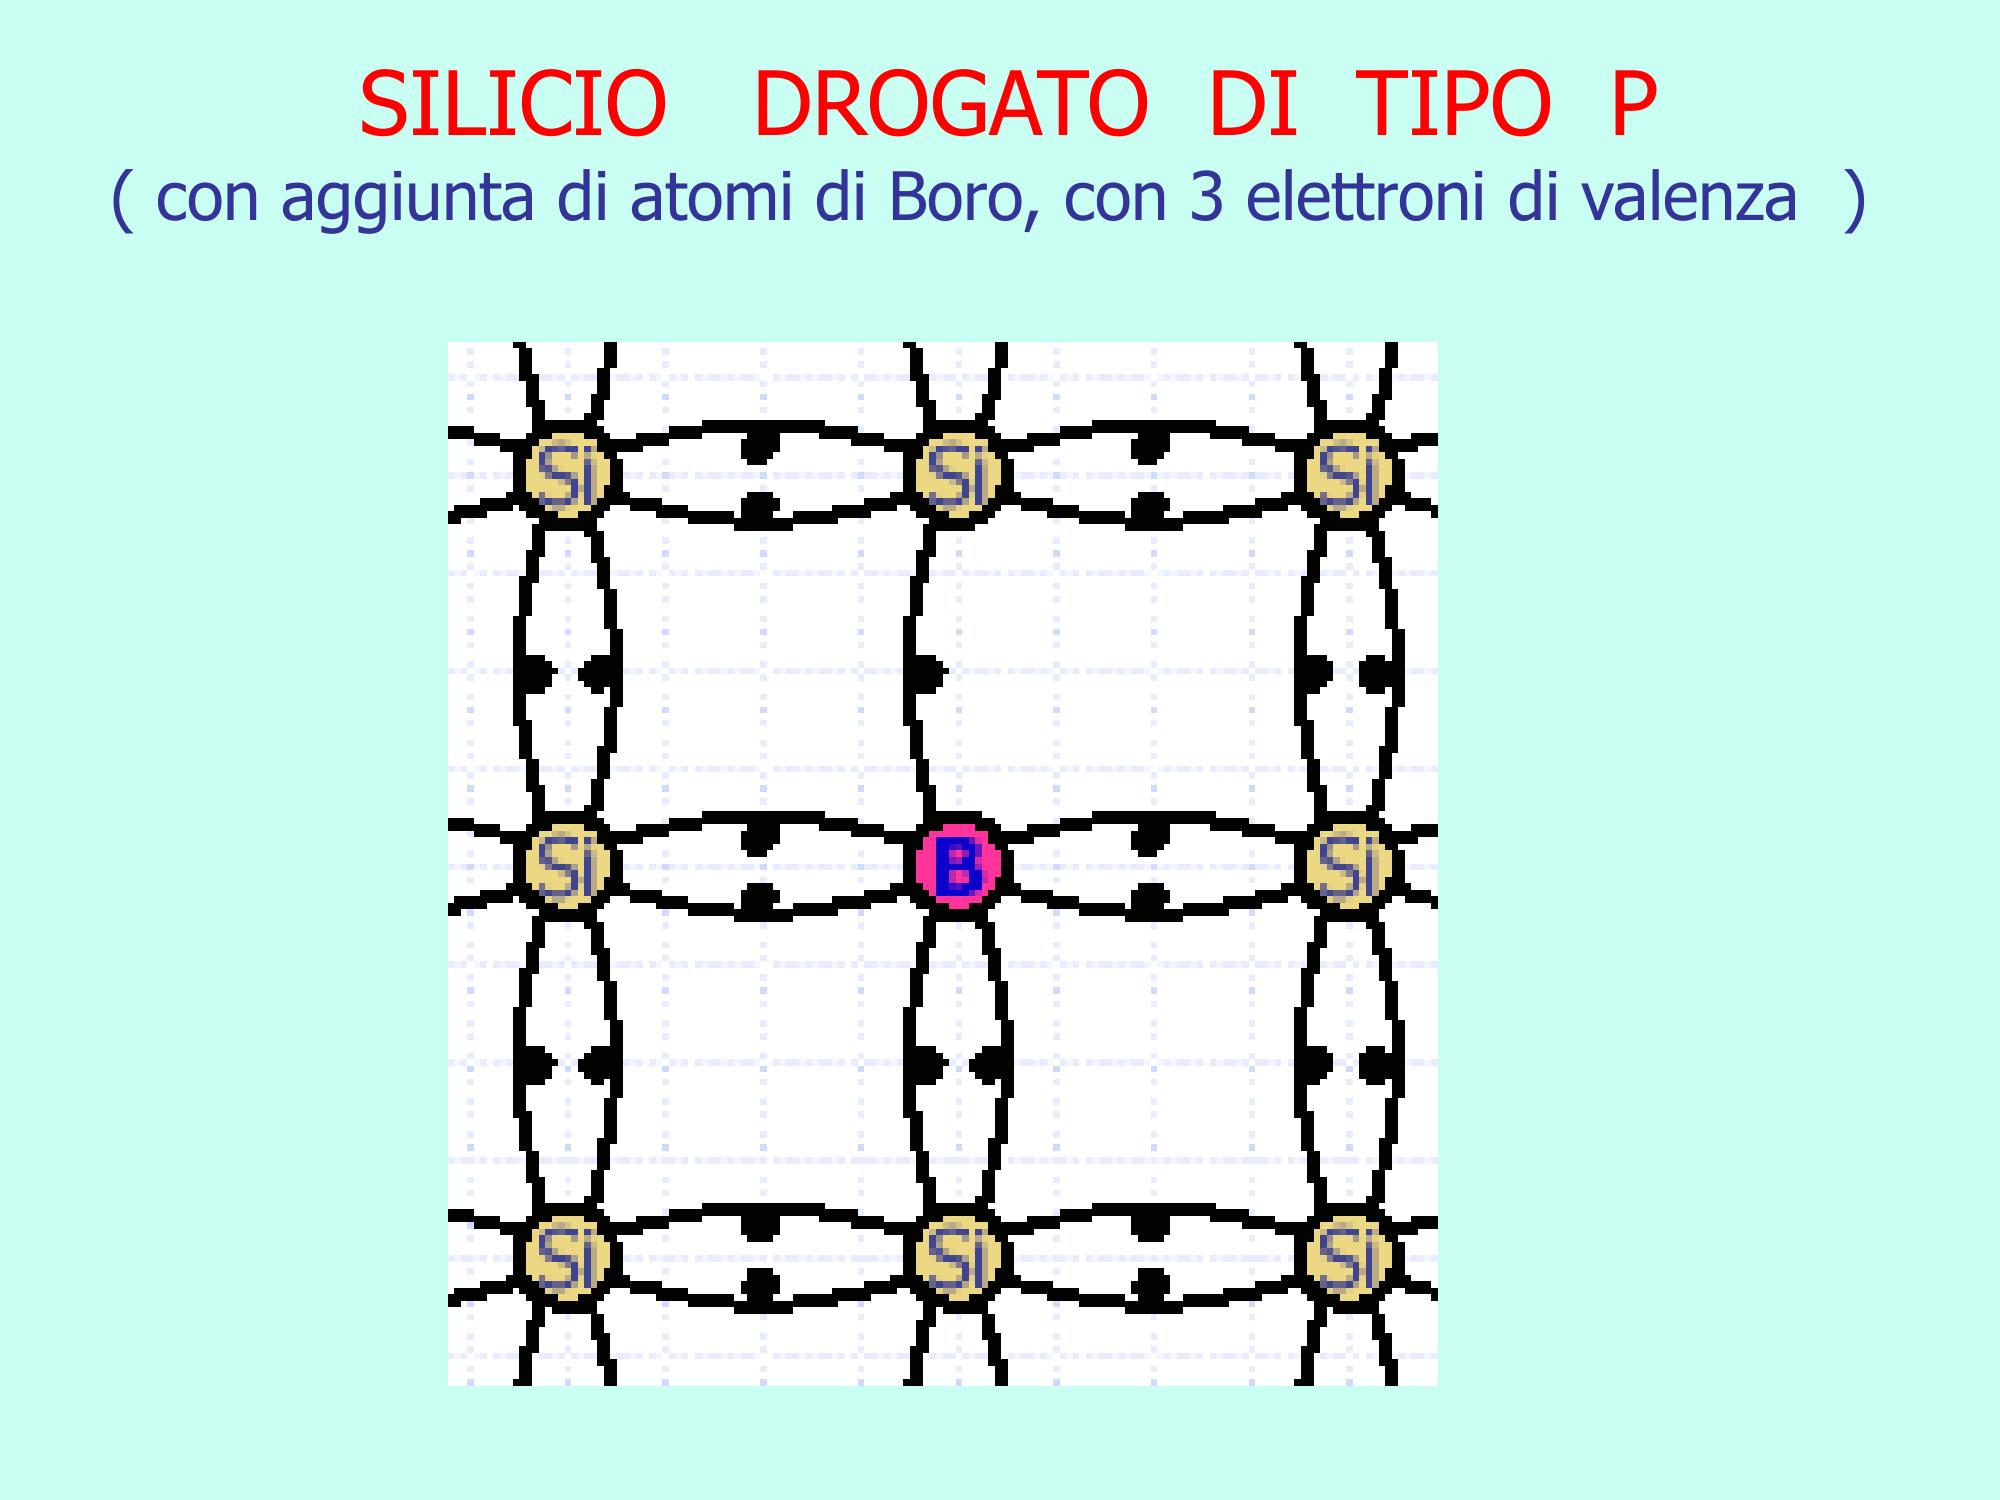 SILICIO DROGATO DI TIPO P
( con aggiunta di atomi di Boro, con 3 elettroni di valenza )
Si Si Si
Si B Si
Si Si Si